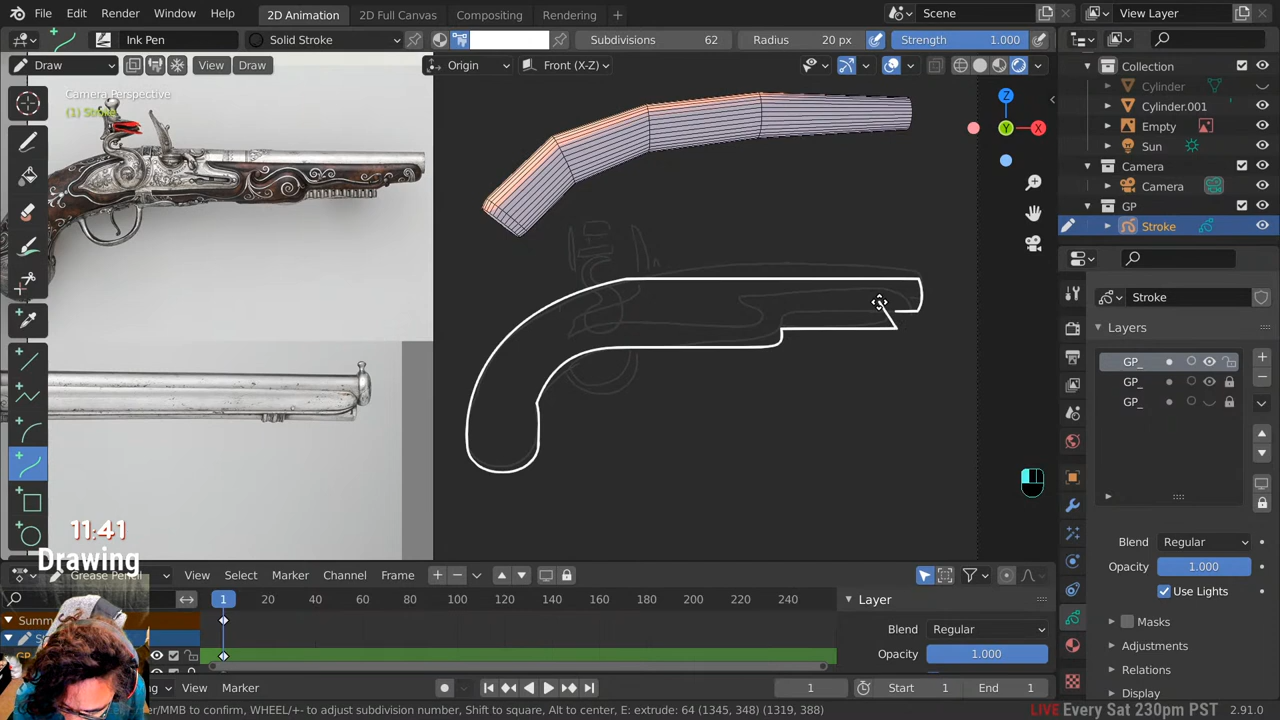 File Edit Render Window Help 2D Animation 2D Full Canvas Compositing Rendering + Scene View Layer
Ink Pen Solid Stroke Subdivisions 62 Radius 20 px Strength 1.000
Draw View Draw Origin Front (X-Z)
Camera Perspective
(1) Stroke
Z
Y
X
Collection
Cylinder
Cylinder.001
Empty
Sun
Camera
Camera
GP
Stroke
Stroke
Layers
GP_
GP_
GP_
Blend Regular
Opacity 1.000
Use Lights
Masks
Adjustments
Relations
Display
11:41
Drawing
Grease Pencil View Select Marker Channel Frame
1 20 40 60 80 100 120 140 160 180 200 220 240
Summ
Layer
Blend Regular
Opacity 1.000
View Marker 1 Start 1 End 1
/MMB to confirm, WHEEL/+- to adjust subdivision number, Shift to square, Alt to center, E: extrude: 64 (1345, 348) (1319, 388)
LIVE Every Sat 230pm PST
2.91.0